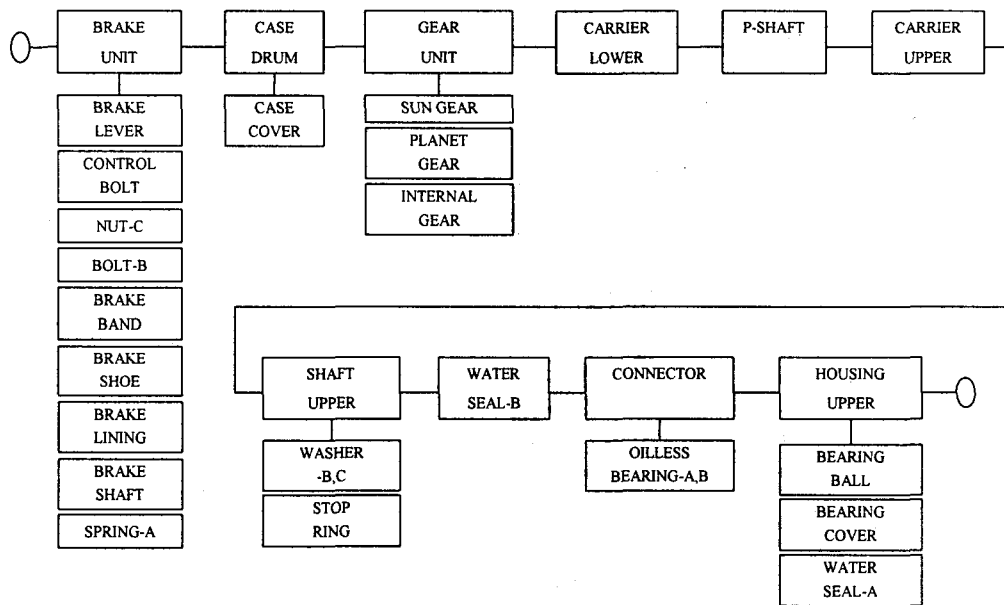 BRAKE
UNIT
CASE
DRUM
GEAR
UNIT
CARRIER
LOWER
P-SHAFT
CARRIER
UPPER
BRAKE
LEVER
CONTROL
BOLT
NUT-C
BOLT-B
BRAKE
BAND
BRAKE
SHOE
BRAKE
LINING
BRAKE
SHAFT
SPRING-A
CASE
COVER
SUN GEAR
PLANET
GEAR
INTERNAL
GEAR
SHAFT
UPPER
WATER
SEAL-B
CONNECTOR
HOUSING
UPPER
WASHER
-B,C
STOP
RING
OILLESS
BEARING-A,B
BEARING
BALL
BEARING
COVER
WATER
SEAL-A